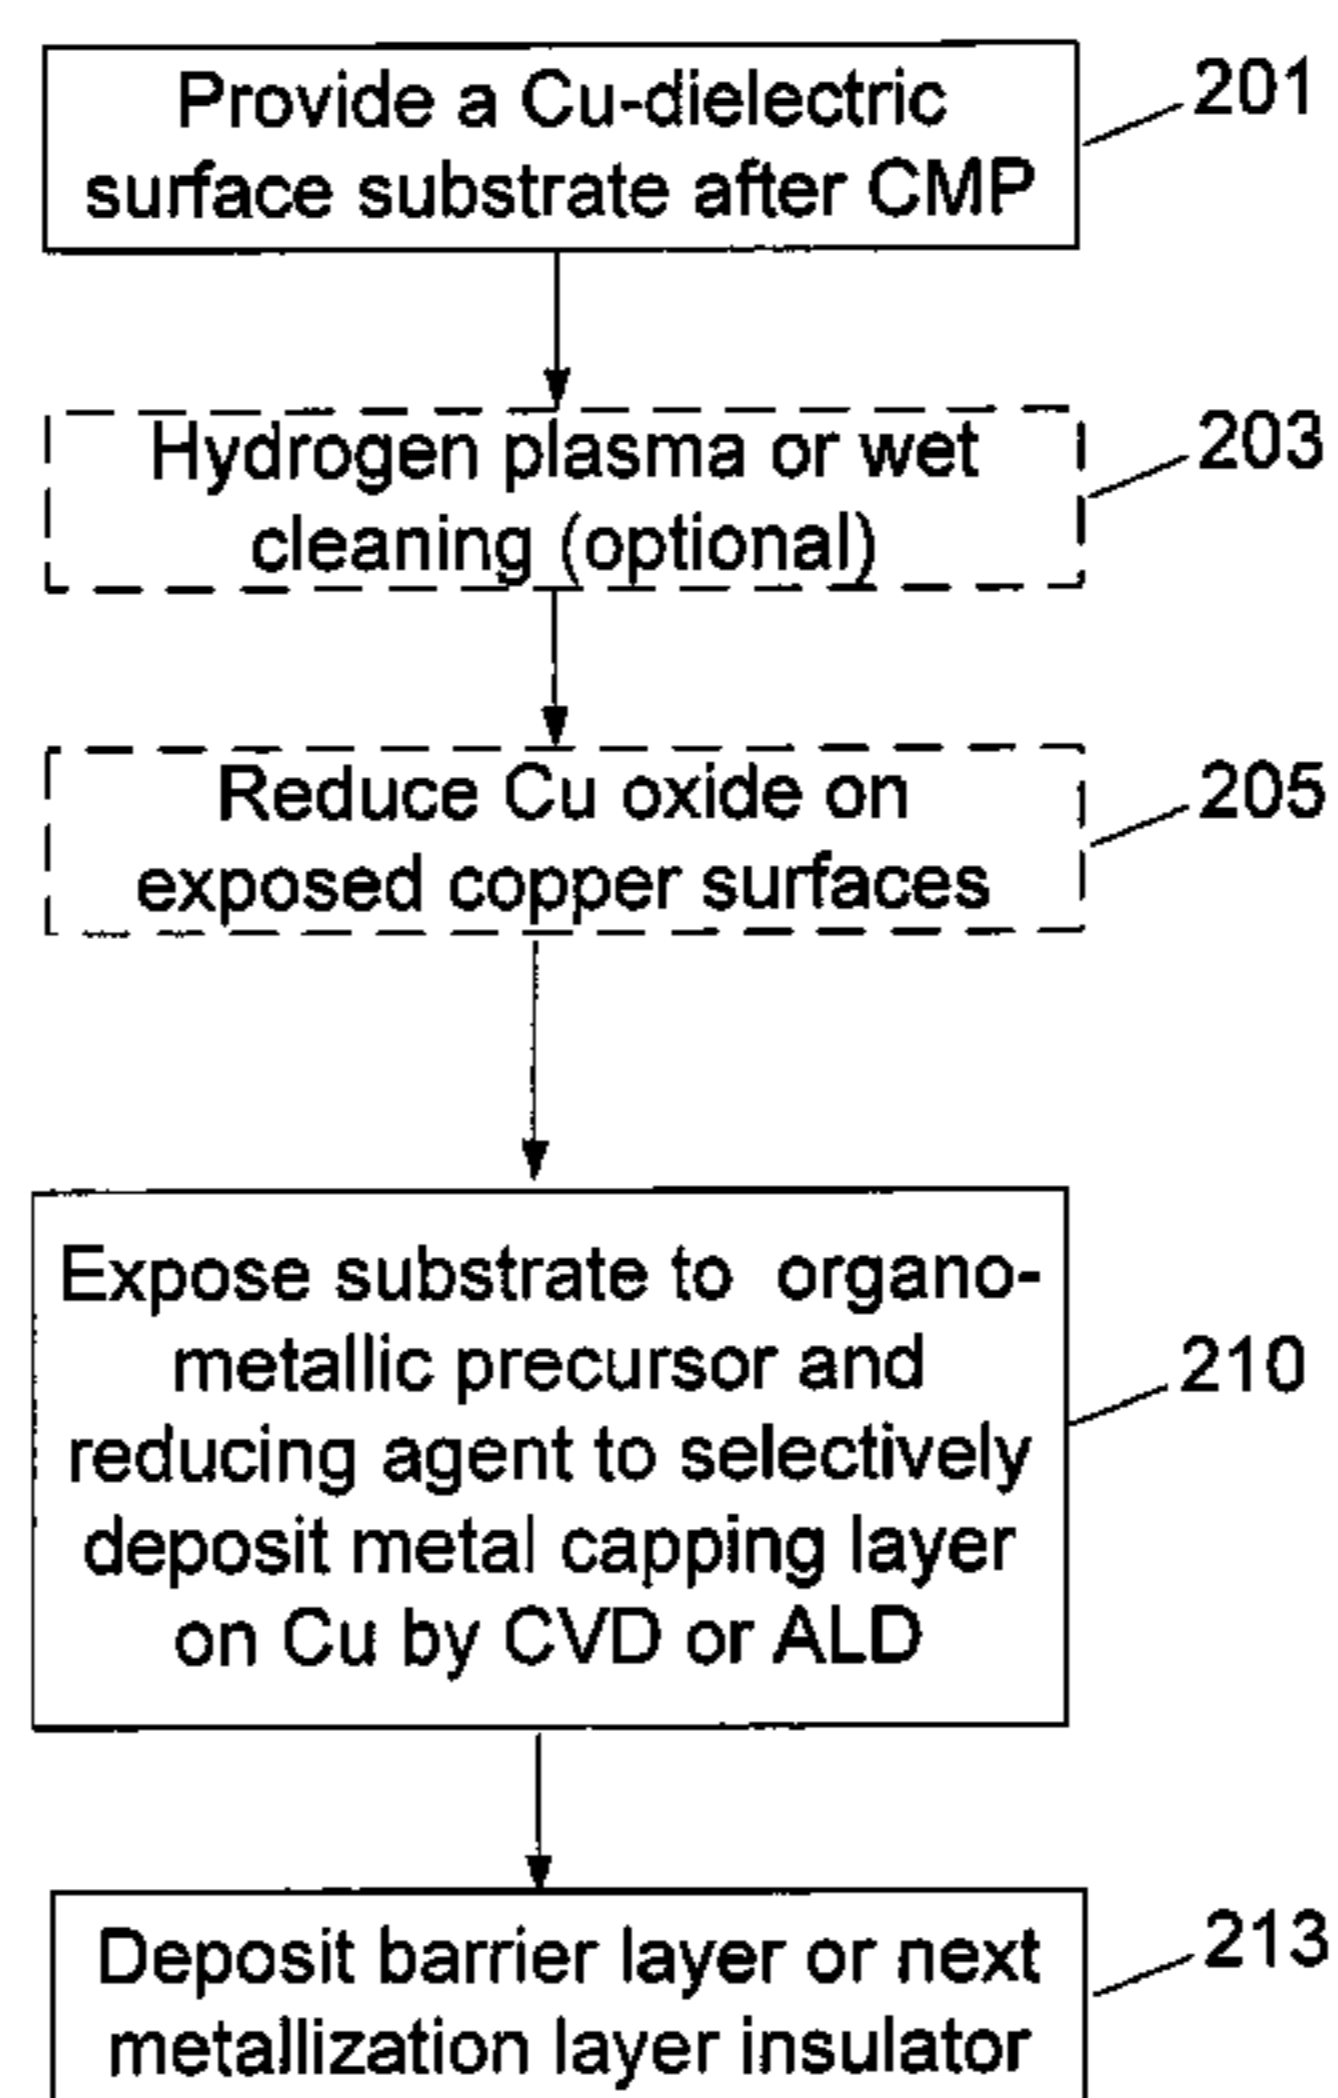 Provide a Cu-dielectric
surface substrate after CMP
201
Hydrogen plasma or wet
cleaning (optional)
203
Reduce Cu oxide on
exposed copper surfaces
205
Expose substrate to organo-
metallic precursor and
reducing agent to selectively
deposit metal capping layer
on Cu by CVD or ALD
210
Deposit barrier layer or next
metallization layer insulator
213